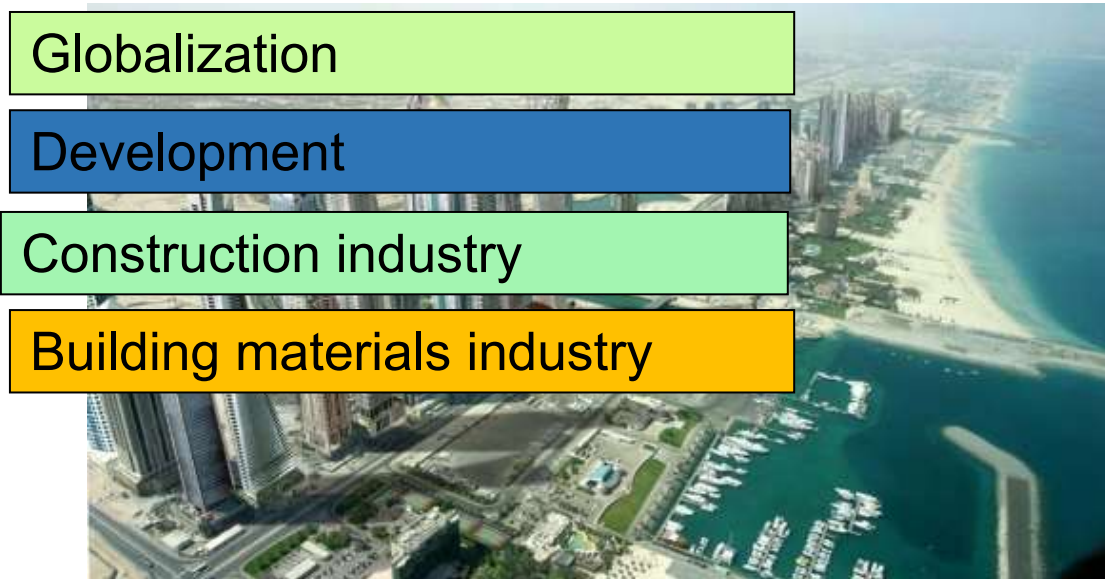 Globalization
Development
Construction industry
Building materials industry